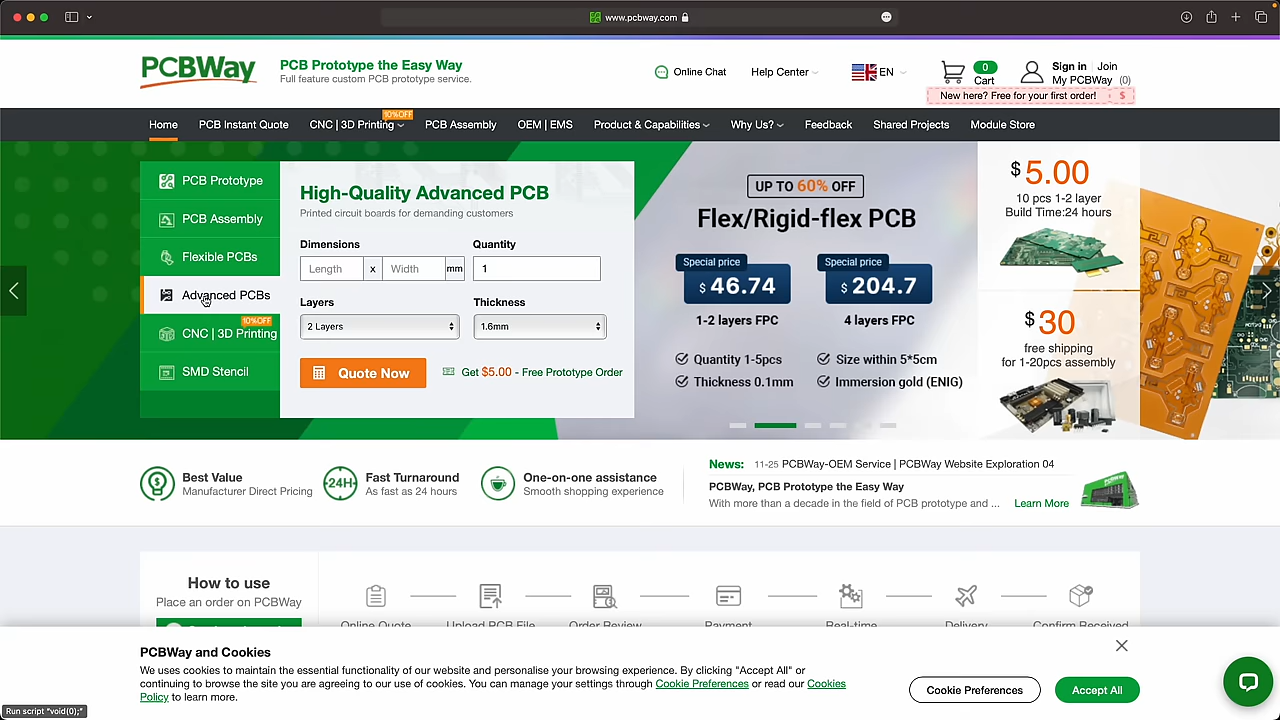 www.pcbway.com
PCBWay
PCB Prototype the Easy Way
Full feature custom PCB prototype service.
Online Chat
Help Center
EN
0
Cart
Sign in
Join
My PCBWay (0)
New here? Free for your first order! $
Home
PCB Instant Quote
CNC | 3D Printing
10%OFF
PCB Assembly
OEM | EMS
Product & Capabilities
Why Us?
Feedback
Shared Projects
Module Store
PCB Prototype
PCB Assembly
Flexible PCBs
Advanced PCBs
10%OFF
CNC | 3D Printing
SMD Stencil
High-Quality Advanced PCB
Printed circuit boards for demanding customers
Dimensions
Quantity
Length x Width mm
1
Layers
Thickness
2 Layers
1.6mm
Quote Now
Get $5.00 - Free Prototype Order
UP TO 60% OFF
Flex/Rigid-flex PCB
Special price
$ 46.74
1-2 layers FPC
Special price
$ 204.7
4 layers FPC
Quantity 1-5pcs
Size within 5*5cm
Thickness 0.1mm
Immersion gold (ENIG)
$ 5.00
10 pcs 1-2 layer
Build Time:24 hours
$ 30
free shipping
for 1-20pcs assembly
Best Value
Manufacturer Direct Pricing
24H
Fast Turnaround
As fast as 24 hours
One-on-one assistance
Smooth shopping experience
News: 11-25 PCBWay-OEM Service | PCBWay Website Exploration 04
PCBWay, PCB Prototype the Easy Way
With more than a decade in the field of PCB prototype and ... Learn More
PCBWAY
How to use
Place an order on PCBWay
Online Quote
Upload PCB File
Order Review
Payment
Real-time
Delivery
Confirm Received
PCBWay and Cookies
We uses cookies to maintain the essential functionality of our website and personalise your browsing experience. By clicking "Accept All" or
continuing to browse the site you are agreeing to our use of cookies. You can manage your settings through Cookie Preferences or read our Cookies
Policy to learn more.
Cookie Preferences
Accept All
Run script "void(0);"